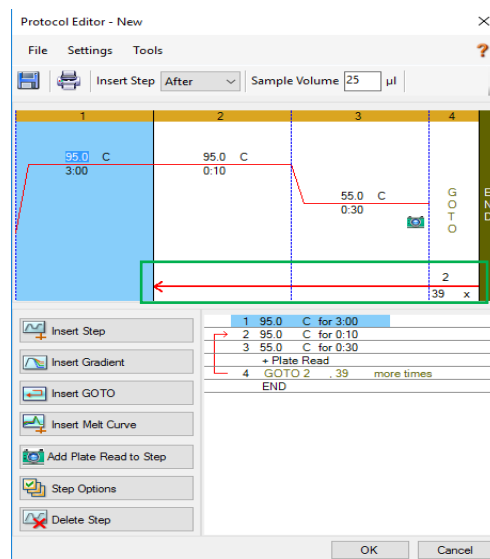 Protocol Editor - New
File Settings Tools ?
Insert Step After Sample Volume 25 µl
1 2 3 4
95.0 C 95.0 C
3:00 0:10
55.0 C
0:30
GOTO
END
2
39 x
Insert Step
Insert Gradient
Insert GOTO
Insert Melt Curve
Add Plate Read to Step
Step Options
Delete Step
1 95.0 C for 3:00
2 95.0 C for 0:10
3 55.0 C for 0:30
+ Plate Read
4 GOTO 2 , 39 more times
END
OK Cancel